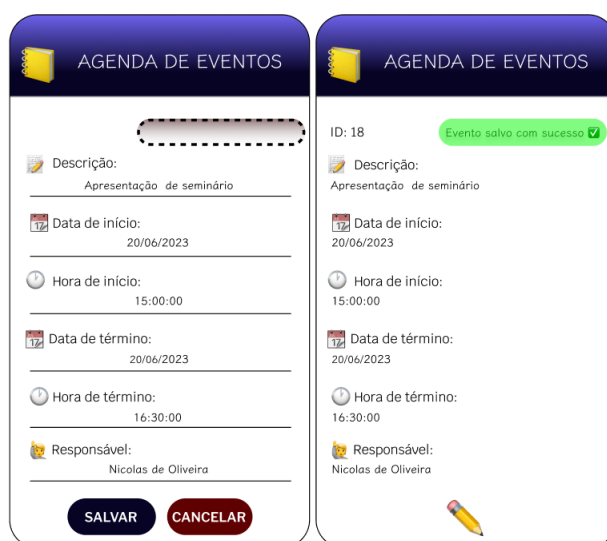 AGENDA DE EVENTOS
Descrição:
Apresentação de seminário
Data de início:
20/06/2023
Hora de início:
15:00:00
Data de término:
20/06/2023
Hora de término:
16:30:00
Responsável:
Nicolas de Oliveira
SALVAR CANCELAR
AGENDA DE EVENTOS
ID: 18 Evento salvo com sucesso ✅
Descrição:
Apresentação de seminário
Data de início:
20/06/2023
Hora de início:
15:00:00
Data de término:
20/06/2023
Hora de término:
16:30:00
Responsável:
Nicolas de Oliveira